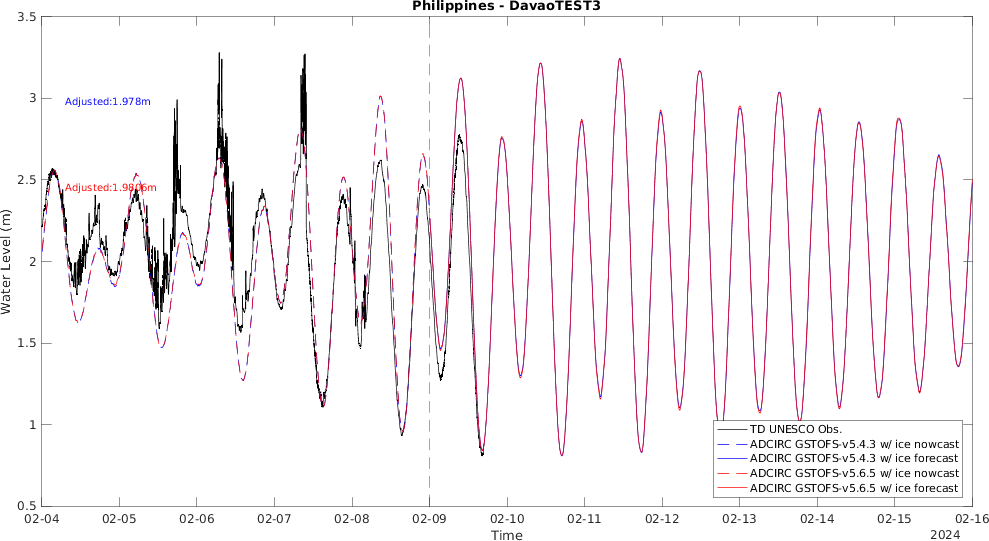 Philippines - DavaoTEST3
3.5
3
2.5
2
1.5
1
0.5
Water Level (m)
Adjusted:1.978m
Adjusted:1.9806m
TD UNESCO Obs.
ADCIRC GSTOFS-v5.4.3 w/ ice nowcast
ADCIRC GSTOFS-v5.4.3 w/ ice forecast
ADCIRC GSTOFS-v5.6.5 w/ ice nowcast
ADCIRC GSTOFS-v5.6.5 w/ ice forecast
02-04 02-05 02-06 02-07 02-08 02-09 02-10 02-11 02-12 02-13 02-14 02-15 02-16
Time
2024